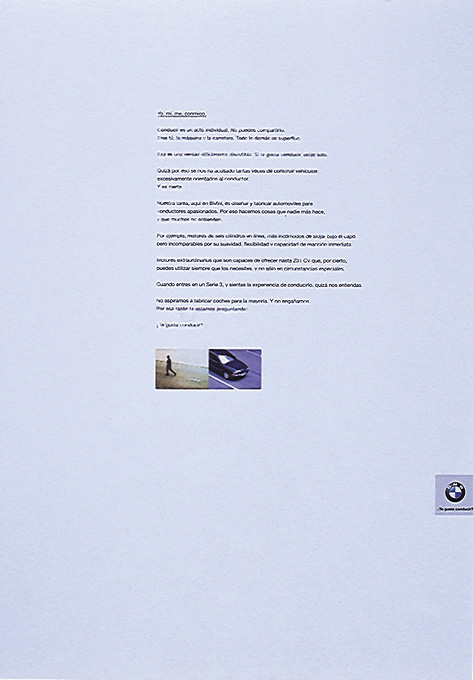 Yo, mi, me, conmigo.
Conducir es un acto individual. No puedes compartirlo.
Eres tú, la máquina y la carretera. Todo lo demás es superfluo.
Esa es una verdad difícilmente discutible. Si te gusta conducir, estás solo.
Quizá por eso se nos ha acusado tantas veces de construir vehículos
excesivamente orientados al conductor.
Y es cierto.
Nuestra tarea, aquí en BMW, es diseñar y fabricar automóviles para
conductores apasionados. Por eso hacemos cosas que nadie más hace,
y que muchos no entienden.
Por ejemplo, motores de seis cilindros en línea, más incómodos de alojar bajo el capó
pero incomparables por su suavidad, flexibilidad y capacidad de reacción inmediata.
Motores extraordinarios que son capaces de ofrecer hasta 231 CV que, por cierto,
puedes utilizar siempre que los necesites, y no sólo en circunstancias especiales.
Cuando entres en un Serie 3, y sientas la experiencia de conducirlo, quizá nos entiendas.
No aspiramos a fabricar coches para la mayoría. Y no engañamos.
Por esa razón te estamos preguntando:
¿Te gusta conducir?
BMW
¿Te gusta conducir?